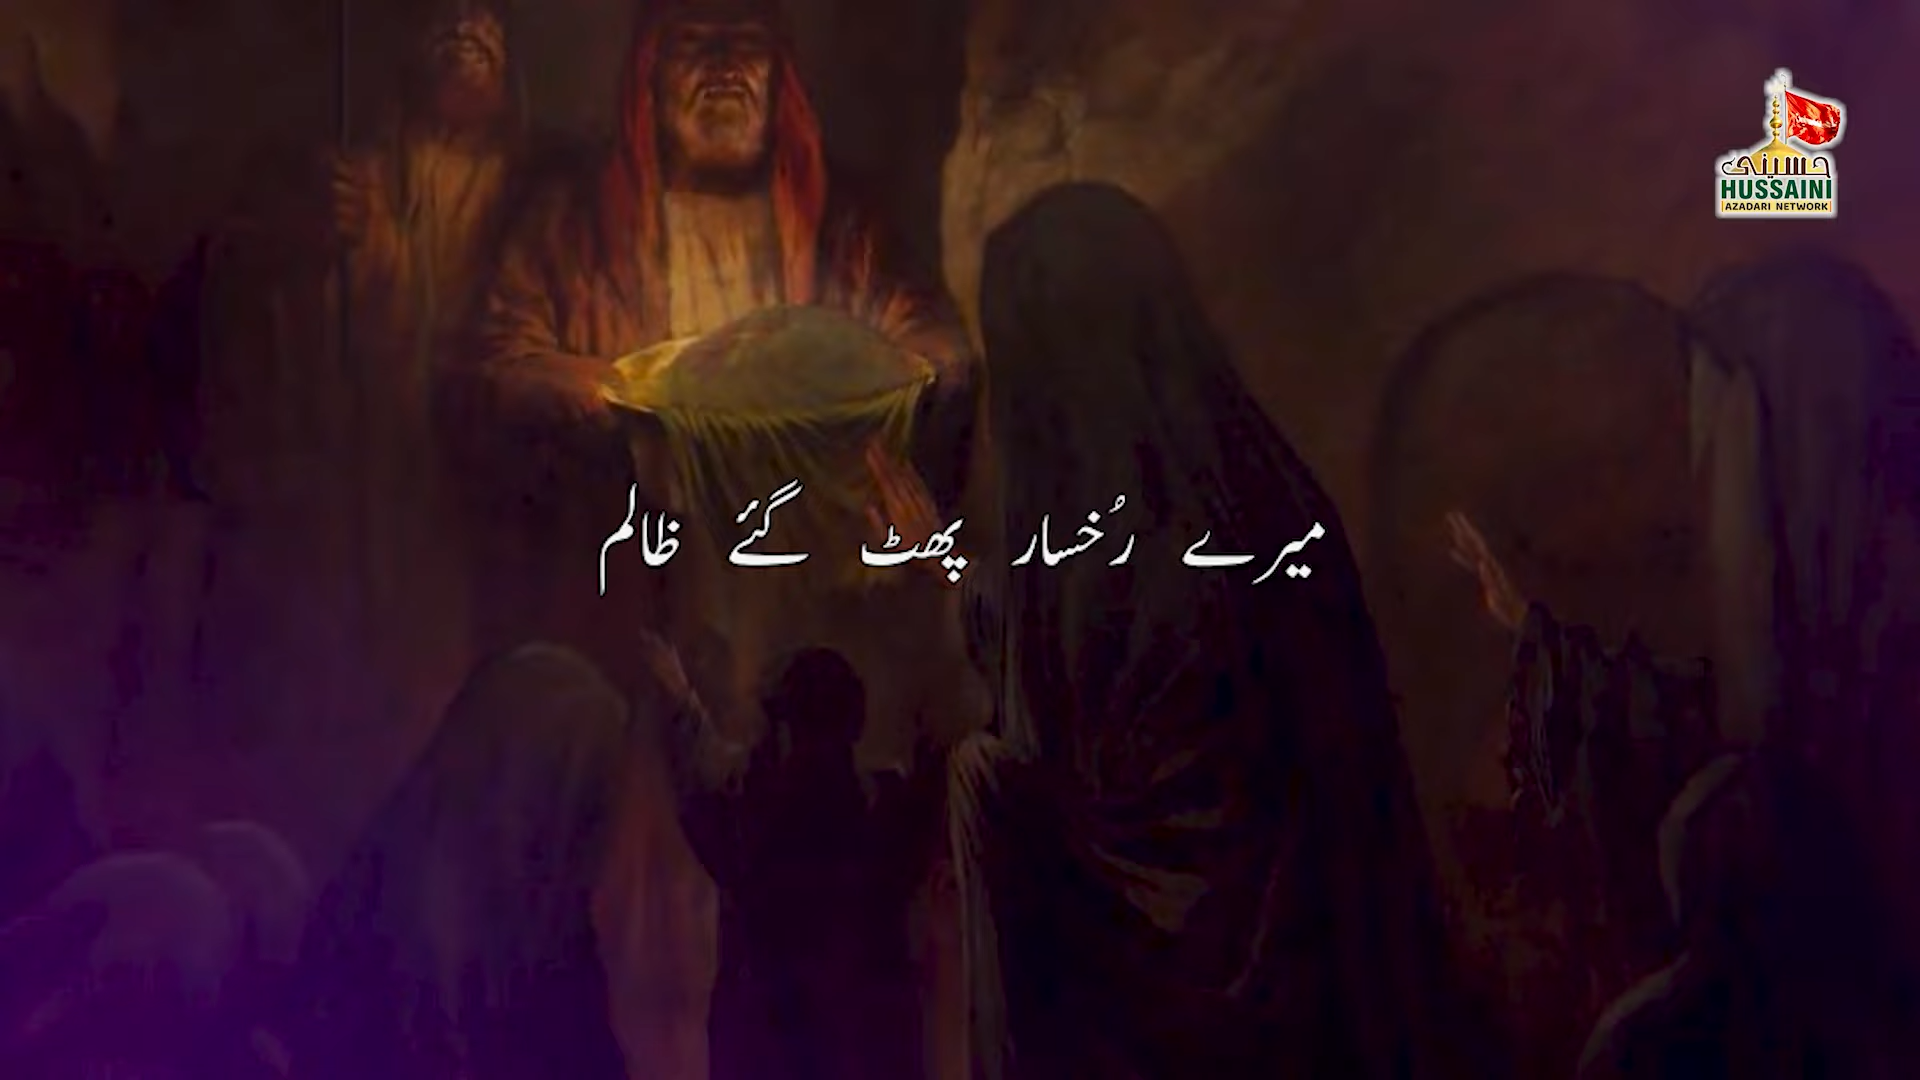 حسینی
HUSSAINI
AZADARI NETWORK
میرے رُخسار پھٹ گئے ظالم